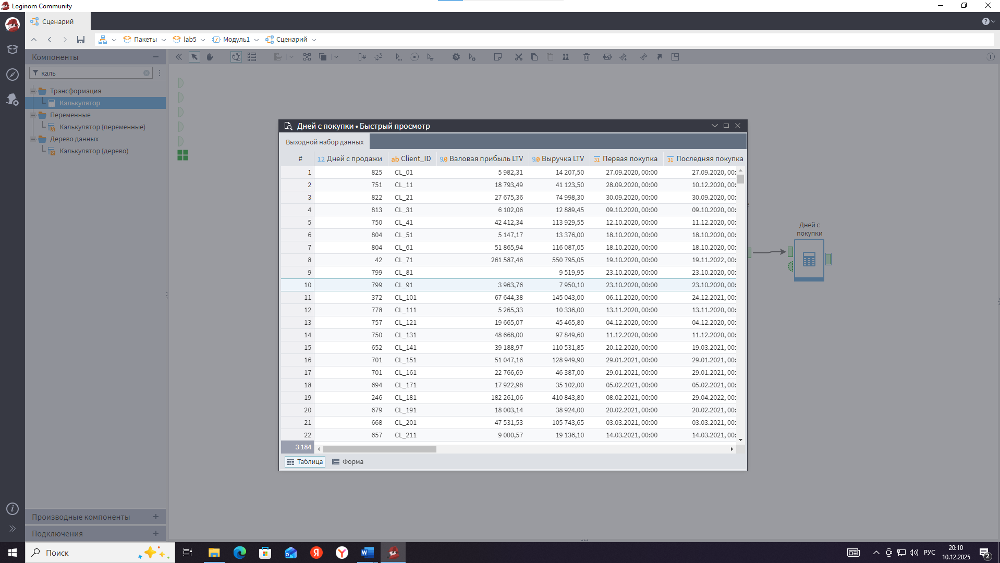 Loginom Community
Сценарий
Пакеты lab5 Модуль1 Сценарий
Компоненты
каль
Трансформация
Калькулятор
Переменные
Калькулятор (переменные)
Дерево данных
Калькулятор (дерево)
Производные компоненты
Подключения
Дней с покупки
Дней с покупки • Быстрый просмотр
Выходной набор данных
# 12 Дней с продажи ab Client_ID 9.0 Валовая прибыль LTV 9.0 Выручка LTV 31 Первая покупка 31 Последняя покупка
1 825 CL_01 5 982,31 14 207,50 27.09.2020, 00:00 27.09.2020, 00:
2 751 CL_11 18 793,49 41 123,50 28.09.2020, 00:00 10.12.2020, 00:
3 822 CL_21 27 675,36 74 998,30 30.09.2020, 00:00 30.09.2020, 00:
4 813 CL_31 6 102,06 12 889,45 09.10.2020, 00:00 09.10.2020, 00:
5 750 CL_41 42 412,34 113 929,55 12.10.2020, 00:00 11.12.2020, 00:
6 804 CL_51 5 147,17 13 376,00 18.10.2020, 00:00 18.10.2020, 00:
7 804 CL_61 51 865,94 116 087,05 18.10.2020, 00:00 18.10.2020, 00:
8 42 CL_71 261 587,46 550 795,05 19.10.2020, 00:00 19.11.2022, 00:
9 799 CL_81 9 519,95 23.10.2020, 00:00 23.10.2020, 00:
10 799 CL_91 3 963,76 7 950,10 23.10.2020, 00:00 23.10.2020, 00:
11 372 CL_101 67 644,38 145 043,00 06.11.2020, 00:00 24.12.2021, 00:
12 778 CL_111 5 265,33 10 336,00 13.11.2020, 00:00 13.11.2020, 00:
13 757 CL_121 19 665,07 45 465,80 04.12.2020, 00:00 04.12.2020, 00:
14 750 CL_131 48 668,00 97 849,60 11.12.2020, 00:00 11.12.2020, 00:
15 652 CL_141 39 188,97 110 531,85 20.12.2020, 00:00 19.03.2021, 00:
16 701 CL_151 51 047,16 128 949,90 29.01.2021, 00:00 29.01.2021, 00:
17 701 CL_161 22 766,69 46 387,00 29.01.2021, 00:00 29.01.2021, 00:
18 694 CL_171 17 922,98 35 102,00 05.02.2021, 00:00 05.02.2021, 00:
19 246 CL_181 182 261,06 410 843,80 08.02.2021, 00:00 29.04.2022, 00:
20 679 CL_191 18 003,14 38 924,00 20.02.2021, 00:00 20.02.2021, 00:
21 668 CL_201 47 531,53 105 743,65 03.03.2021, 00:00 03.03.2021, 00:
22 657 CL_211 9 000,57 19 136,10 14.03.2021, 00:00 14.03.2021, 00:
3 184
Таблица Форма
Поиск
РУС
20:10
10.12.2025
2